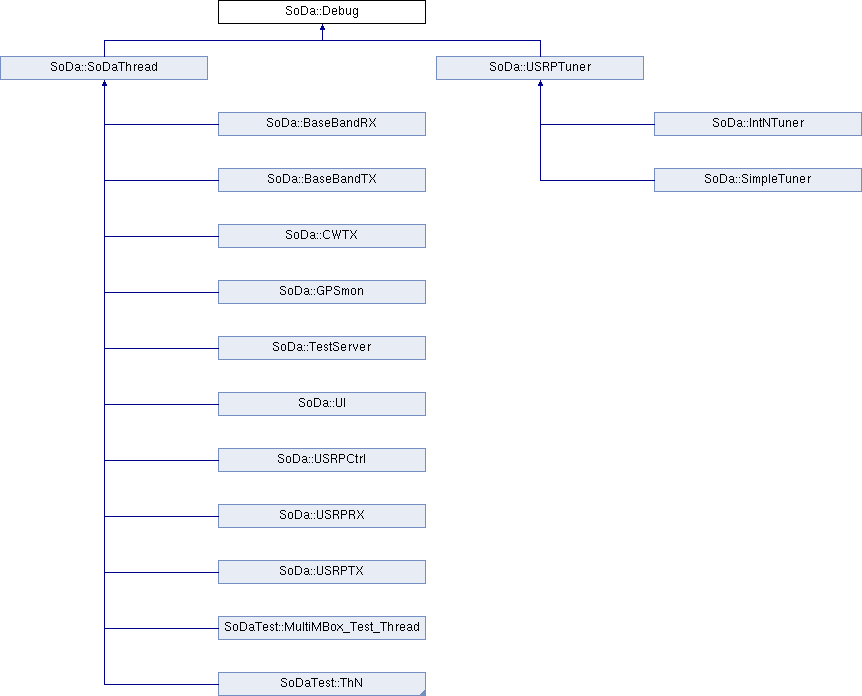 SoDa::Debug
SoDa::SoDaThread
SoDa::USRPTuner
SoDa::BaseBandRX
SoDa::IntNTuner
SoDa::BaseBandTX
SoDa::SimpleTuner
SoDa::CWTX
SoDa::GPSmon
SoDa::TestServer
SoDa::UI
SoDa::USRPCtrl
SoDa::USRPRX
SoDa::USRPTX
SoDaTest::MultiMBox_Test_Thread
SoDaTest::ThN